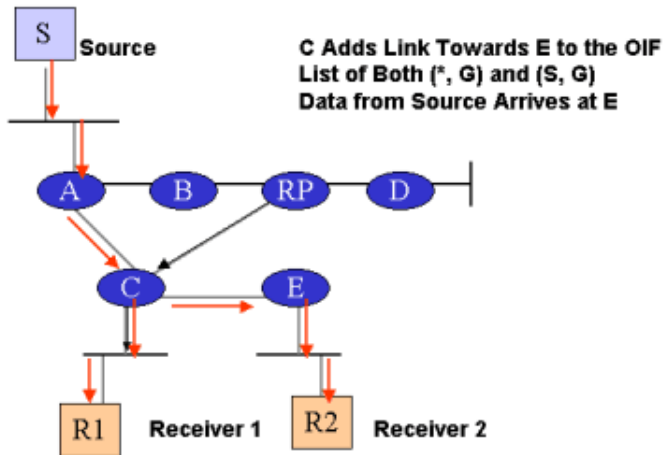 S
Source
C Adds Link Towards E to the OIF
List of Both (*, G) and (S, G)
Data from Source Arrives at E
A
B
RP
D
C
E
R1
Receiver 1
R2
Receiver 2